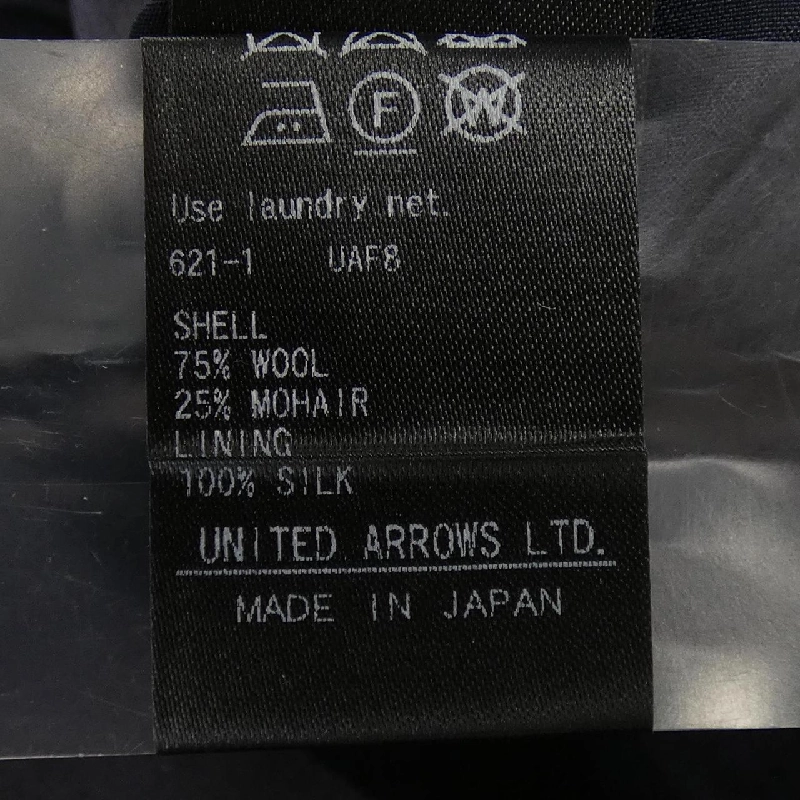 F W
Use laundry net.
621-1 UAF8
SHELL
75% WOOL
25% MOHAIR
LINING
100% SILK
UNITED ARROWS LTD.
MADE IN JAPAN